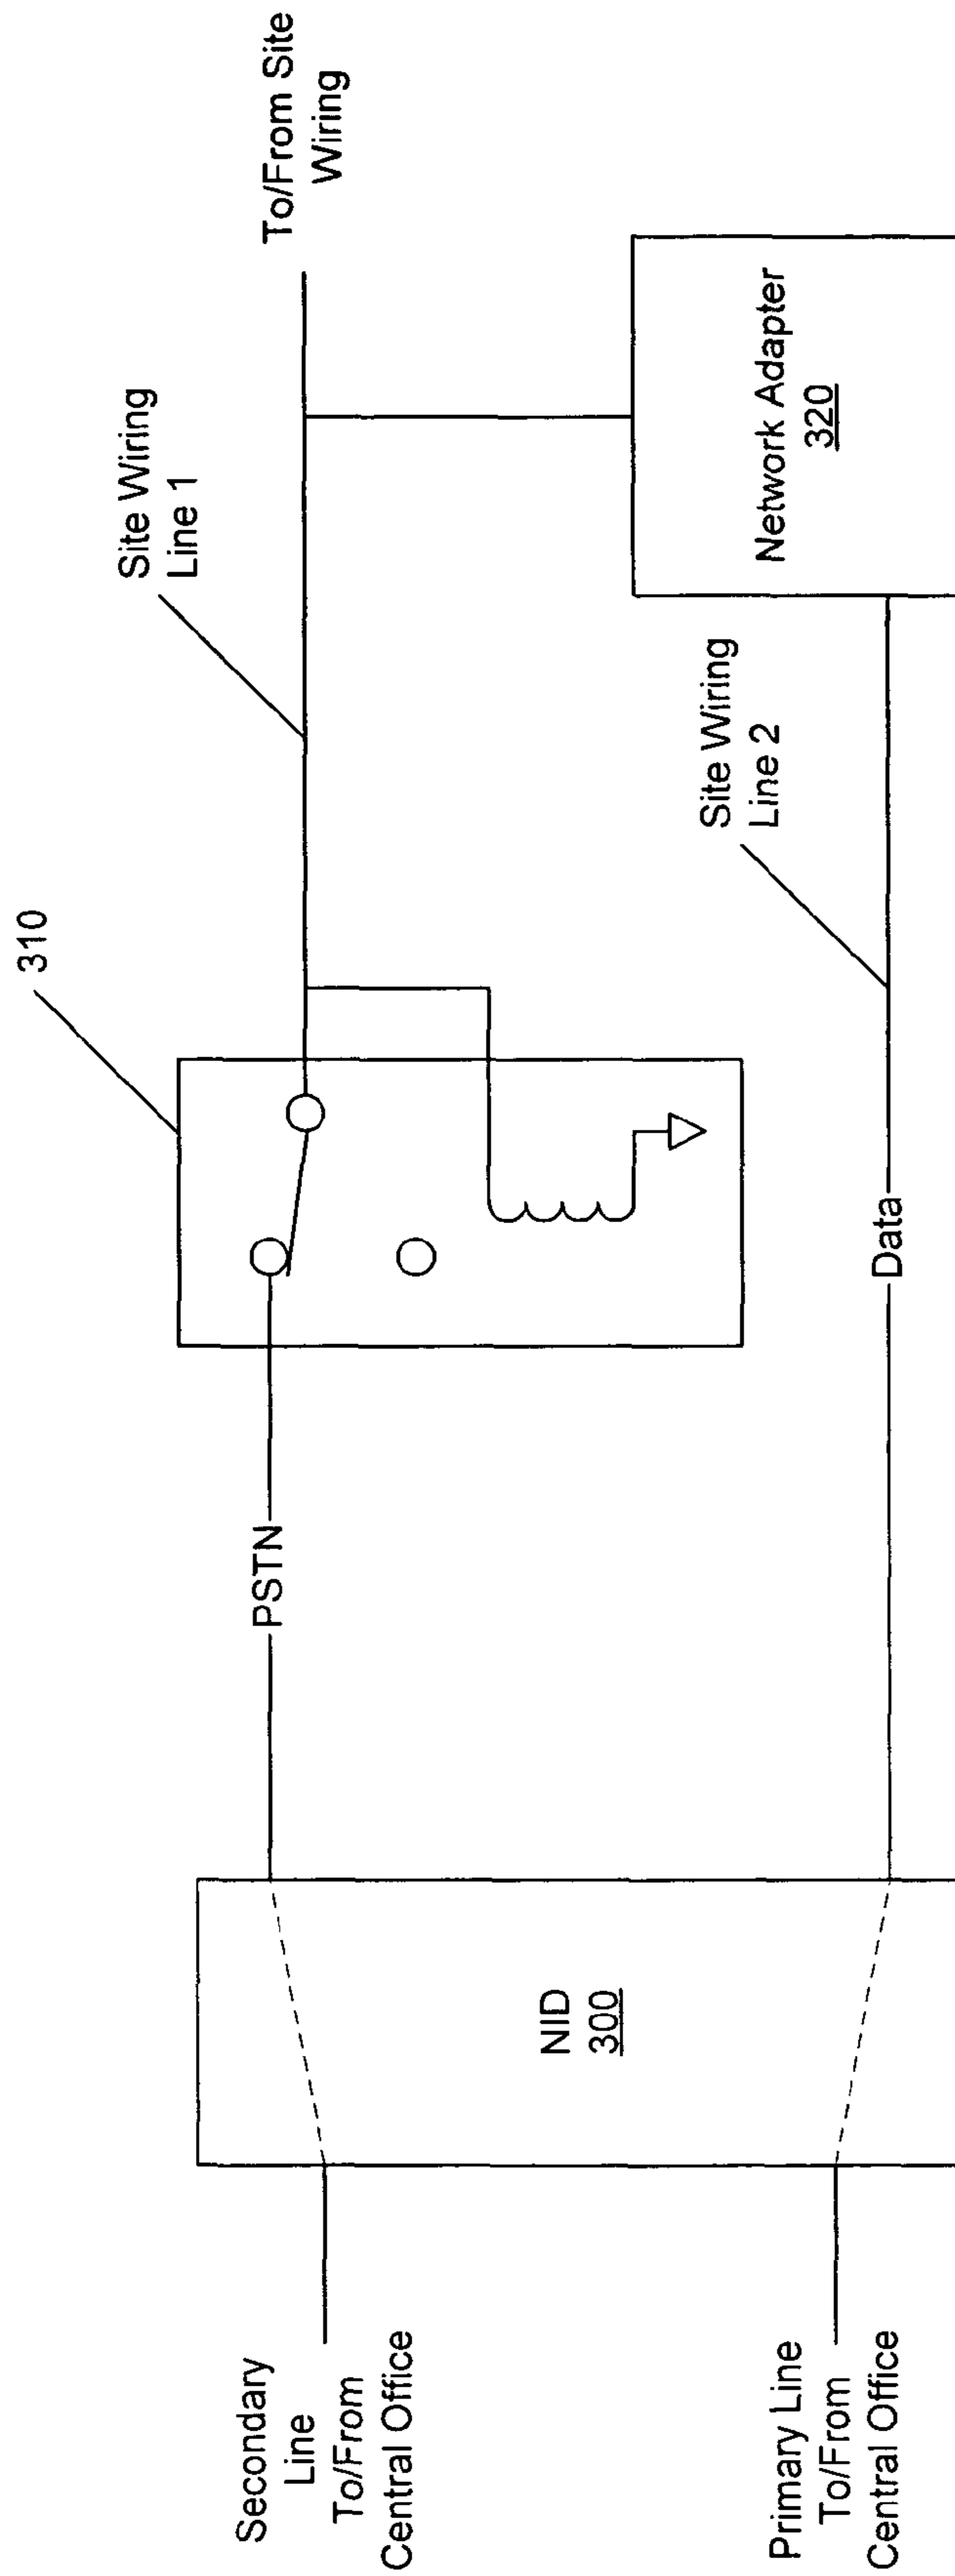 310
To/From Site
Wiring
Site Wiring
Line 1
PSTN
Secondary
Line
To/From
Central Office
NID
300
Network Adapter
320
Site Wiring
Line 2
Data
Primary Line
To/From
Central Office